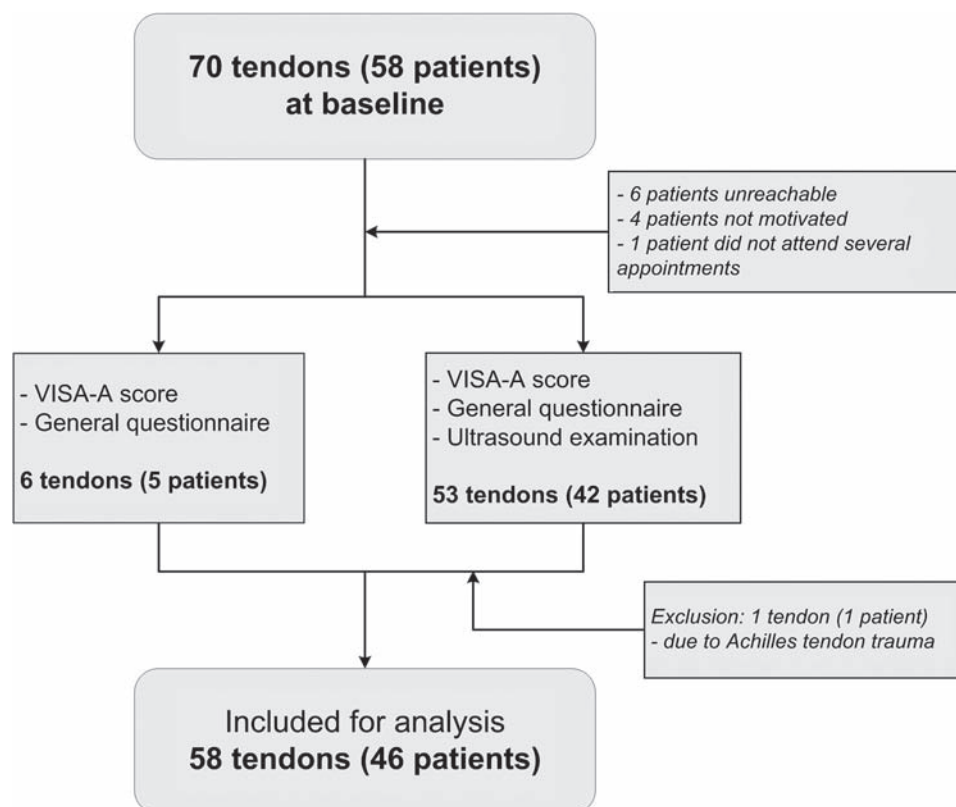 70 tendons (58 patients)
at baseline
- 6 patients unreachable
- 4 patients not motivated
- 1 patient did not attend several
appointments
- VISA-A score
- General questionnaire
6 tendons (5 patients)
- VISA-A score
- General questionnaire
- Ultrasound examination
53 tendons (42 patients)
Exclusion: 1 tendon (1 patient)
- due to Achilles tendon trauma
Included for analysis
58 tendons (46 patients)